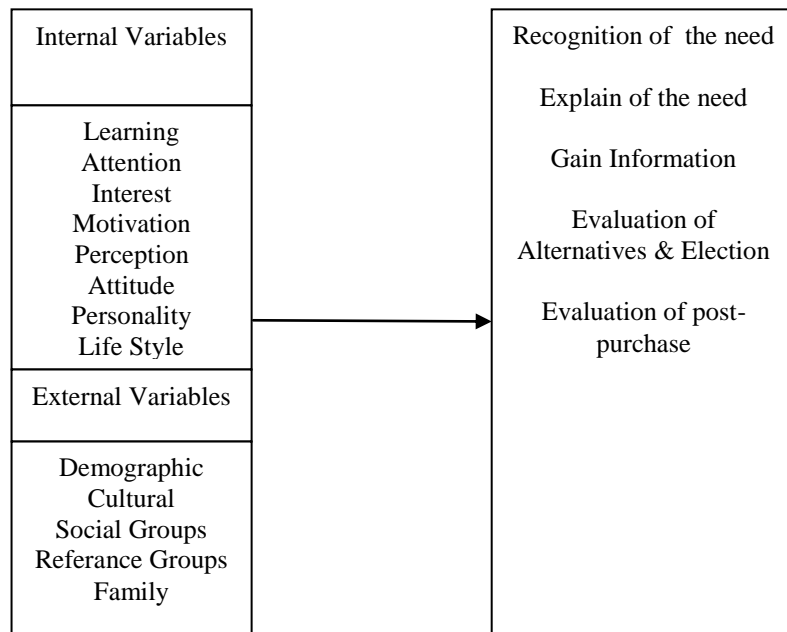 Internal Variables
Learning
Attention
Interest
Motivation
Perception
Attitude
Personality
Life Style
External Variables
Demographic
Cultural
Social Groups
Referance Groups
Family
Recognition of the need
Explain of the need
Gain Information
Evaluation of
Alternatives & Election
Evaluation of post-
purchase